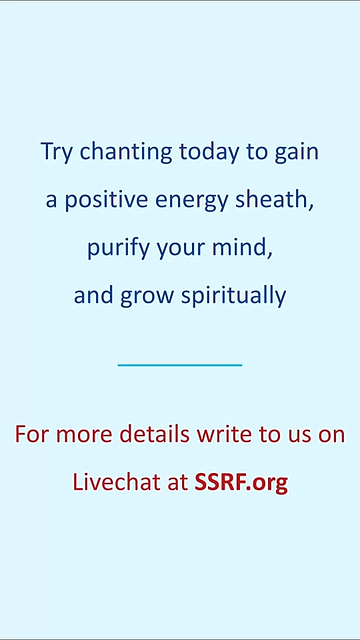 Try chanting today to gain
a positive energy sheath,
purify your mind,
and grow spiritually
For more details write to us on
Livechat at SSRF.org